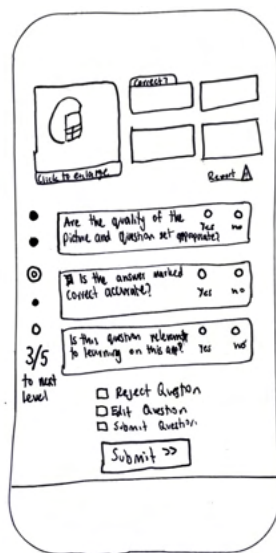 Correct?
Click to enlarge
Report
Are the quality of the
picture and question set appropriate?
Yes no
Is the answer marked
correct accurate?
Yes no
Is this question relevant
to learning on this app?
Yes no
3/5
to next
level
Reject Question
Edit Question
Submit Question
Submit >>